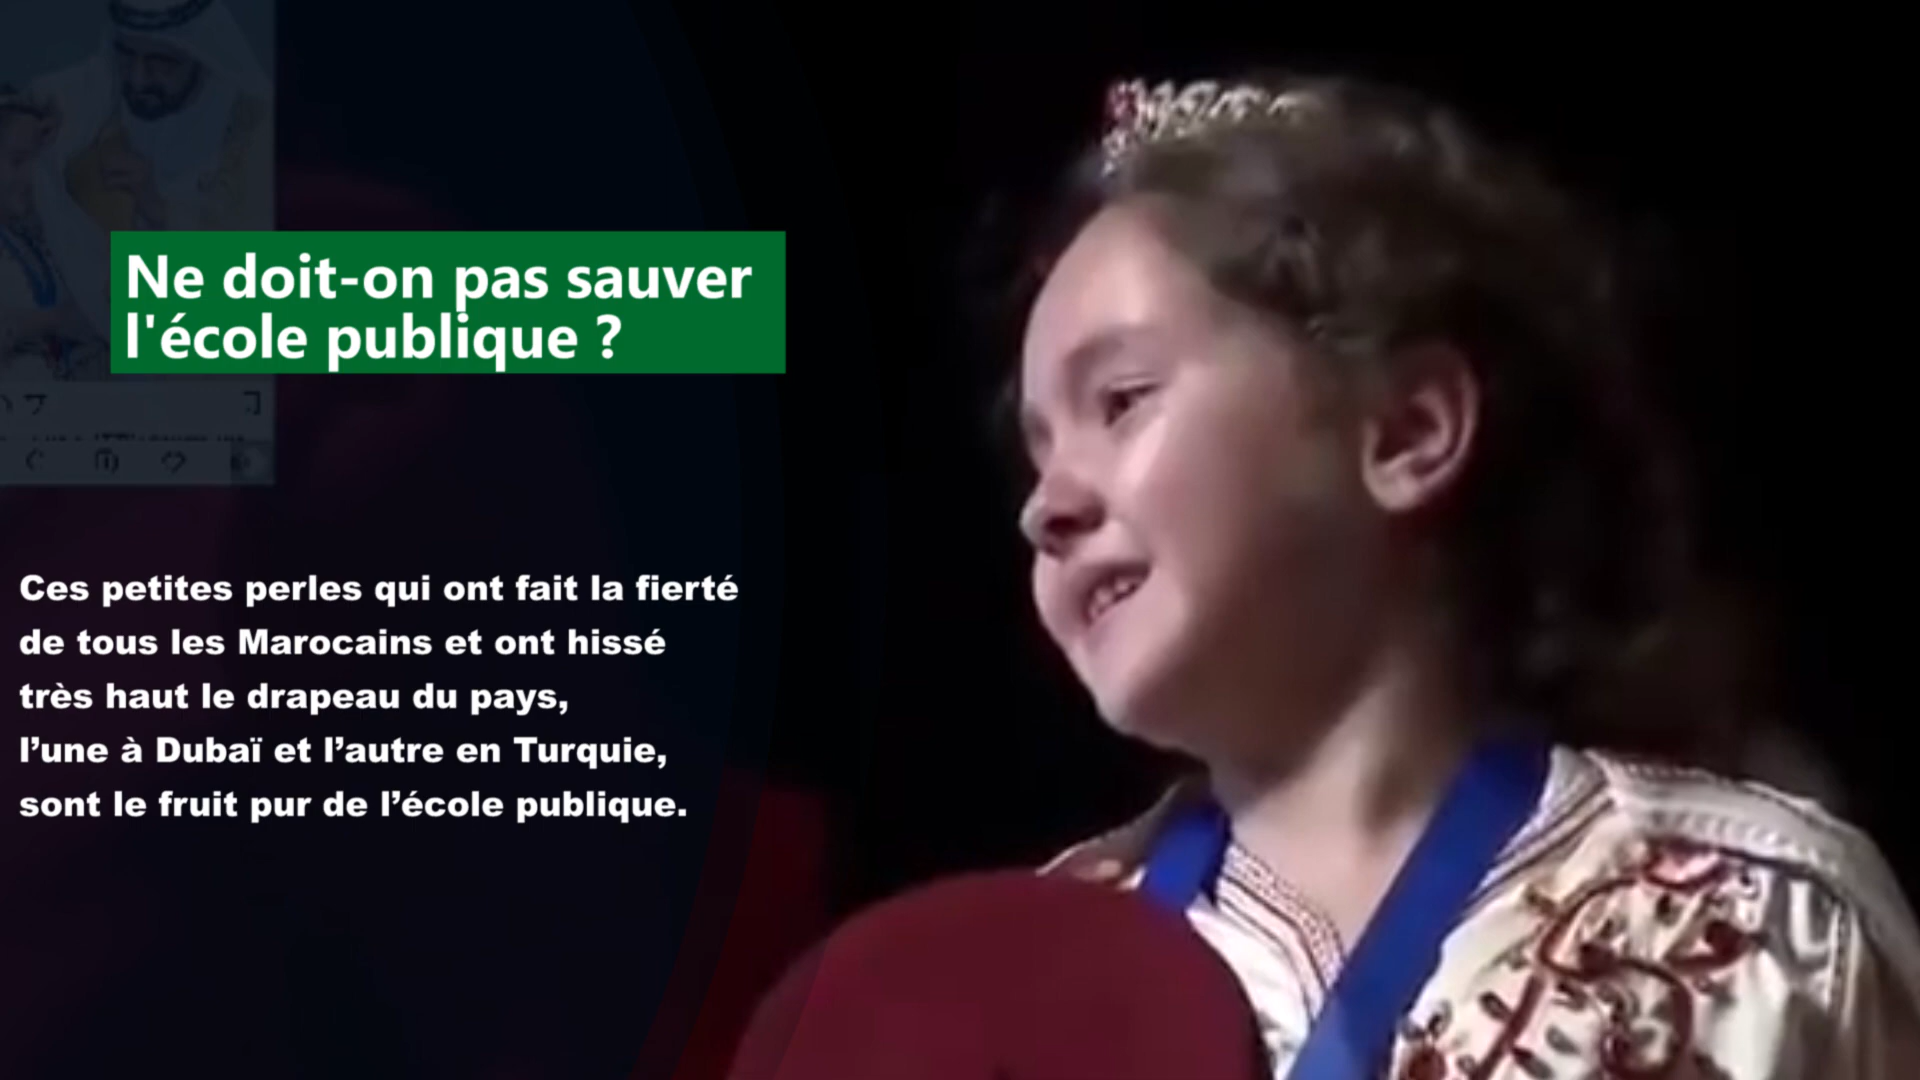 Ne doit-on pas sauver
l'école publique ?
Ces petites perles qui ont fait la fierté
de tous les Marocains et ont hissé
très haut le drapeau du pays,
l’une à Dubaï et l’autre en Turquie,
sont le fruit pur de l’école publique.